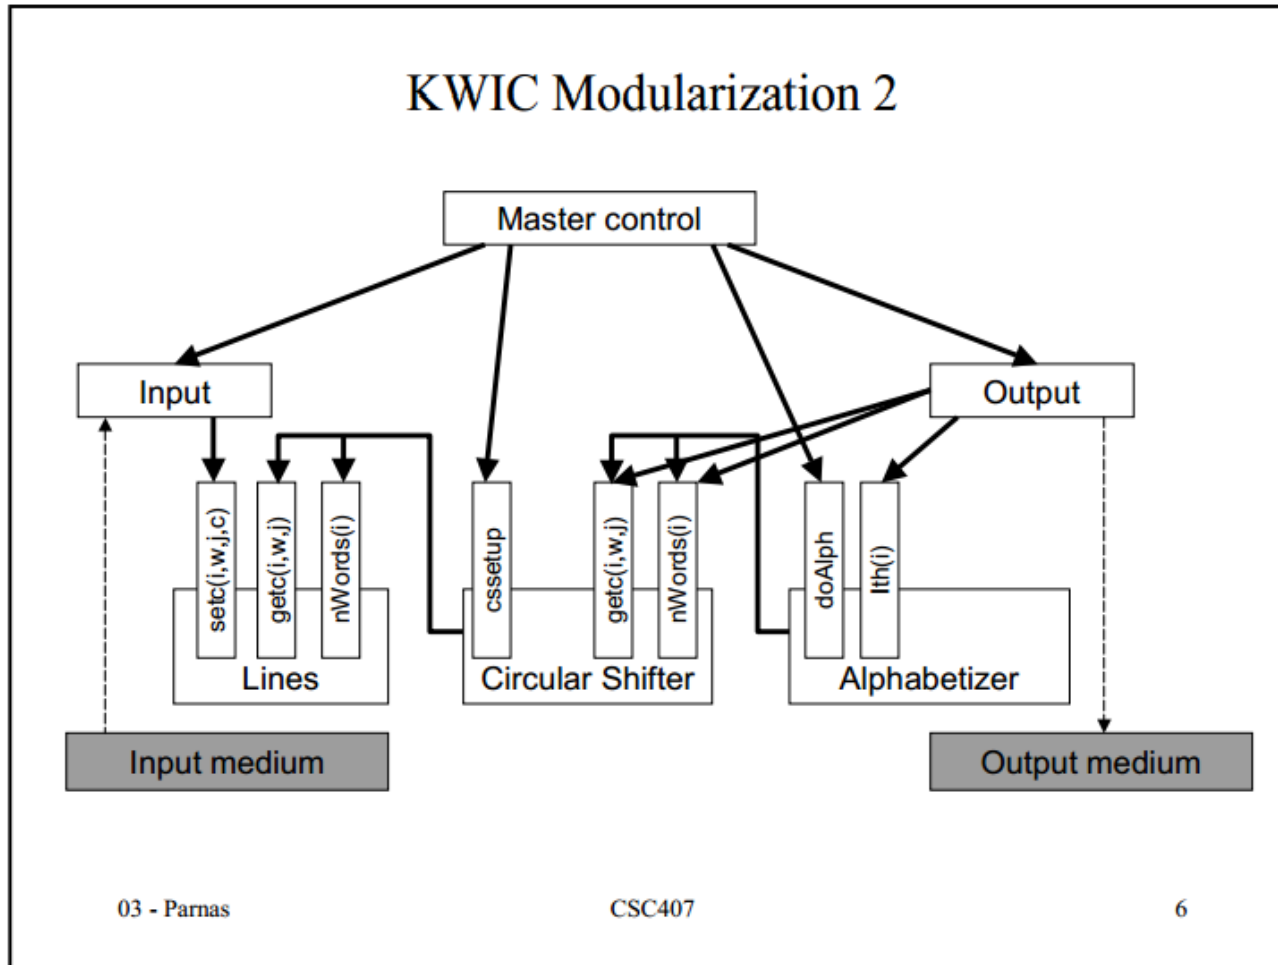 KWIC Modularization 2
Master control
Input
Output
setc(i,w,j,c)
getc(i,w,j)
nWords(i)
cssetup
getc(i,w,j)
nWords(i)
doAlph
Ith(i)
Lines
Circular Shifter
Alphabetizer
Input medium
Output medium
03 - Parnas
CSC407
6